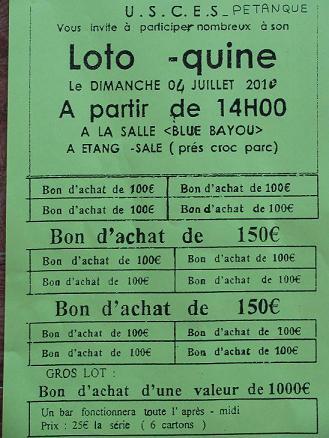 U.S.C.E.S_PETANQUE
Vous invite à participer nombreux à son
Loto -quine
Le DIMANCHE 04 JUILLET 2010
A partir de 14H00
A LA SALLE <BLUE BAYOU>
A ETANG -SALE (prés croc parc)
Bon d'achat de 100€ Bon d'achat de 100€
Bon d'achat de 100€ Bon d'achat de 100€
Bon d'achat de 150€
Bon d'achat de 100€ Bon d'achat de 100€
Bon d'achat de 100€ Bon d'achat de 100€
Bon d'achat de 150€
Bon d'achat de 100€ Bon d'achat de 100€
Bon d'achat de 100€ Bon d'achat de 100€
GROS LOT :
Bon d'achat d'une valeur de 1000€
Un bar fonctionnera toute l'après - midi
Prix : 25€ la série ( 6 cartons )